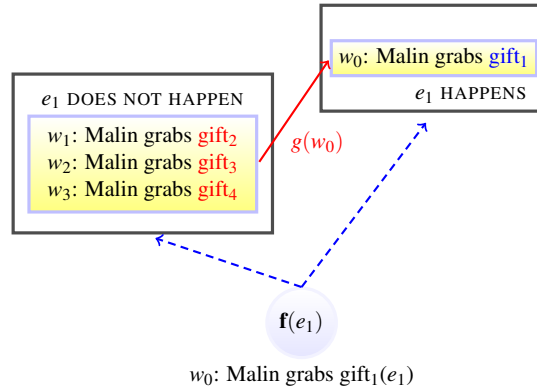 w₀: Malin grabs gift₁
e₁ HAPPENS
e₁ DOES NOT HAPPEN
w₁: Malin grabs gift₂
w₂: Malin grabs gift₃
w₃: Malin grabs gift₄
g(w₀)
f(e₁)
w₀: Malin grabs gift₁(e₁)